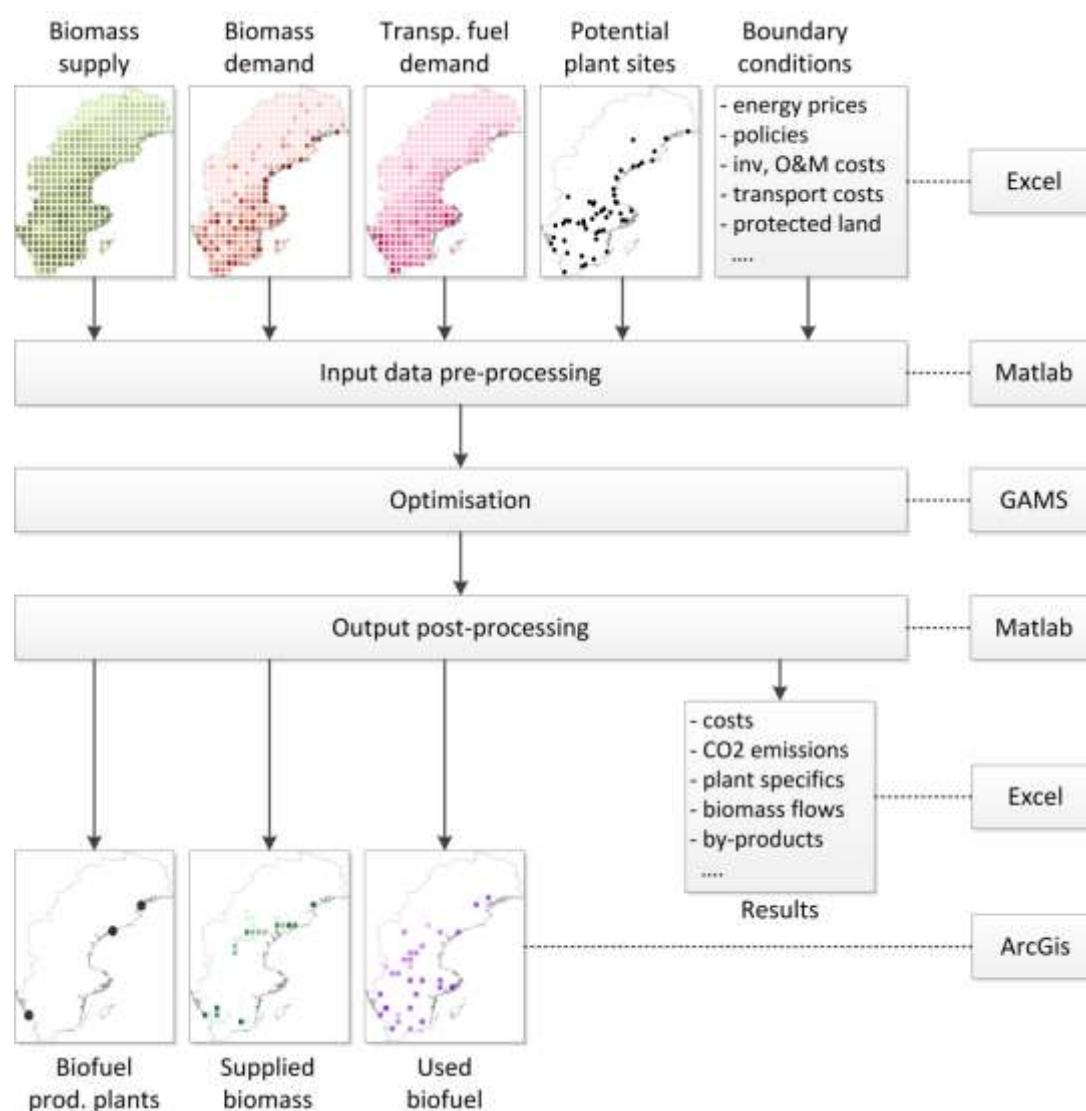 Biomass
supply
Biomass
demand
Transp. fuel
demand
Potential
plant sites
Boundary
conditions
- energy prices
- policies
- inv, O&M costs
- transport costs
- protected land
....
Excel
Input data pre-processing
Matlab
Optimisation
GAMS
Output post-processing
Matlab
- costs
- CO2 emissions
- plant specifics
- biomass flows
- by-products
....
Excel
Results
ArcGis
Biofuel
prod. plants
Supplied
biomass
Used
biofuel